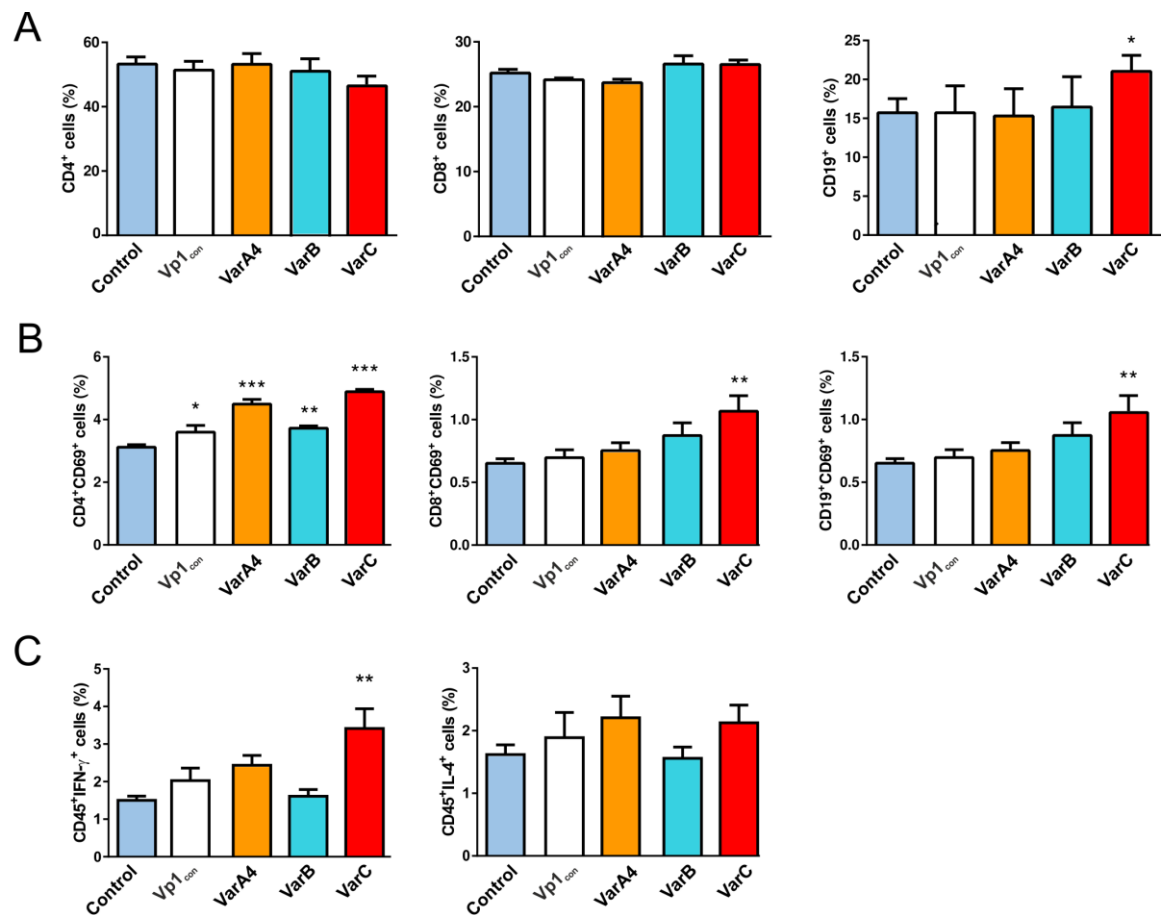 A
CD4⁺ cells (%)
60
40
20
0
Control
Vp1con
VarA4
VarB
VarC
CD8⁺ cells (%)
30
20
10
0
Control
Vp1con
VarA4
VarB
VarC
CD19⁺ cells (%)
25
20
15
10
5
0
*
Control
Vp1con
VarA4
VarB
VarC
B
CD4⁺CD69⁺ cells (%)
6
4
2
0
*
***
**
***
Control
Vp1con
VarA4
VarB
VarC
CD8⁺CD69⁺ cells (%)
1.5
1.0
0.5
0.0
**
Control
Vp1con
VarA4
VarB
VarC
CD19⁺CD69⁺ cells (%)
1.5
1.0
0.5
0.0
**
Control
Vp1con
VarA4
VarB
VarC
C
CD45⁺IFN-γ⁺ cells (%)
5
4
3
2
1
0
**
Control
Vp1con
VarA4
VarB
VarC
CD45⁺IL-4⁺ cells (%)
3
2
1
0
Control
Vp1con
VarA4
VarB
VarC